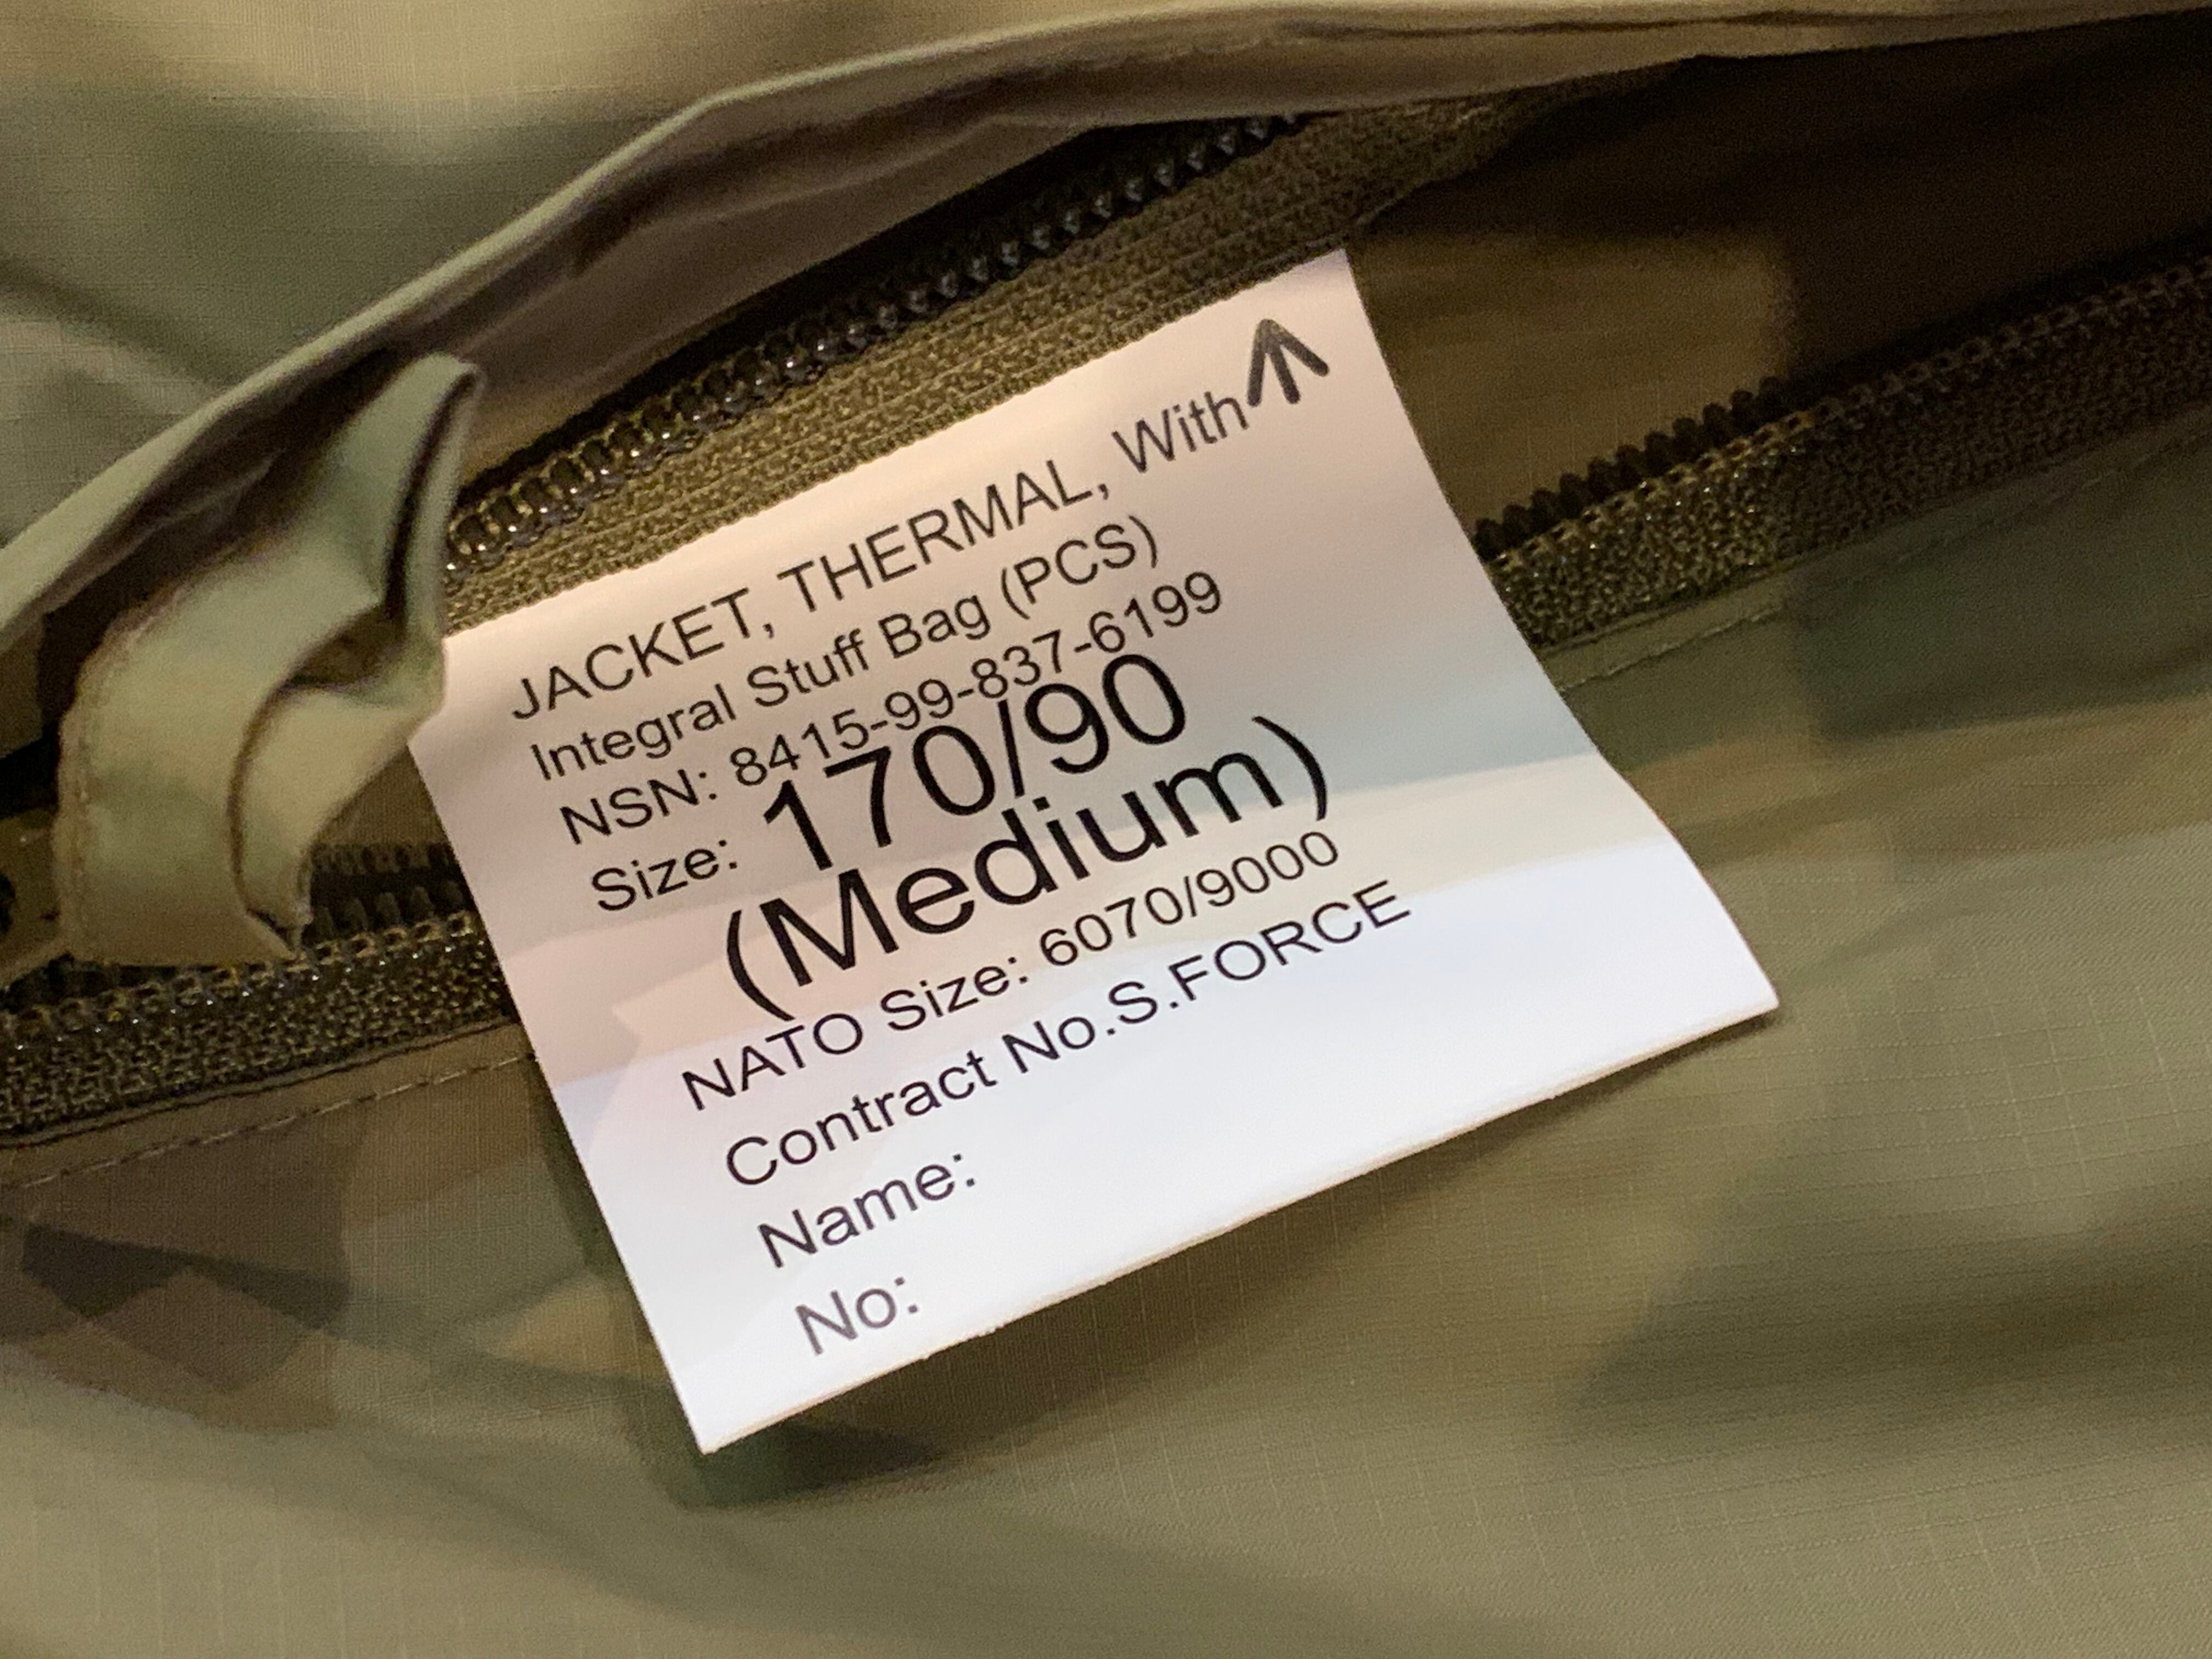 JACKET, THERMAL, With
Integral Stuff Bag (PCS)
NSN: 8415-99-837-6199
Size: 170/90
(Medium)
NATO Size: 6070/9000
Contract No.S.FORCE
Name:
No: